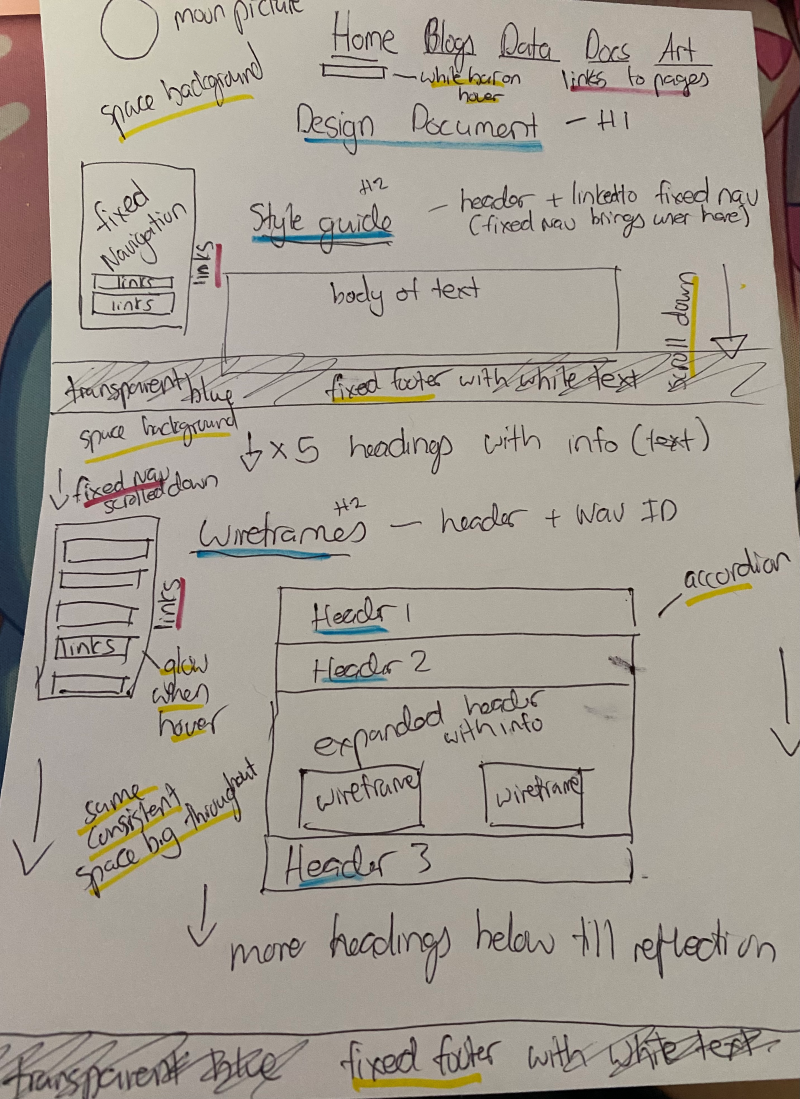 moon picture
Home Blogs Data Docs Art
white bar on
hover
links to pages
space background
Design Document - H1
fixed
Navigation
links
links
links
H2
Style guide - header + linked to fixed nav
(fixed nav brings user here)
body of text
scroll down
transparent blue fixed footer with white text
space background
↓ x 5 headings with info (text)
↓ fixed nav
scrolled down
H2
Wireframes - header + nav ID
links
links
glow
when
hover
accordian
Header 1
Header 2
expanded header
with info
wireframe wireframe
Header 3
same
consistent
space b.g throughout
more headings below till reflection
transparent blue fixed footer with white text.